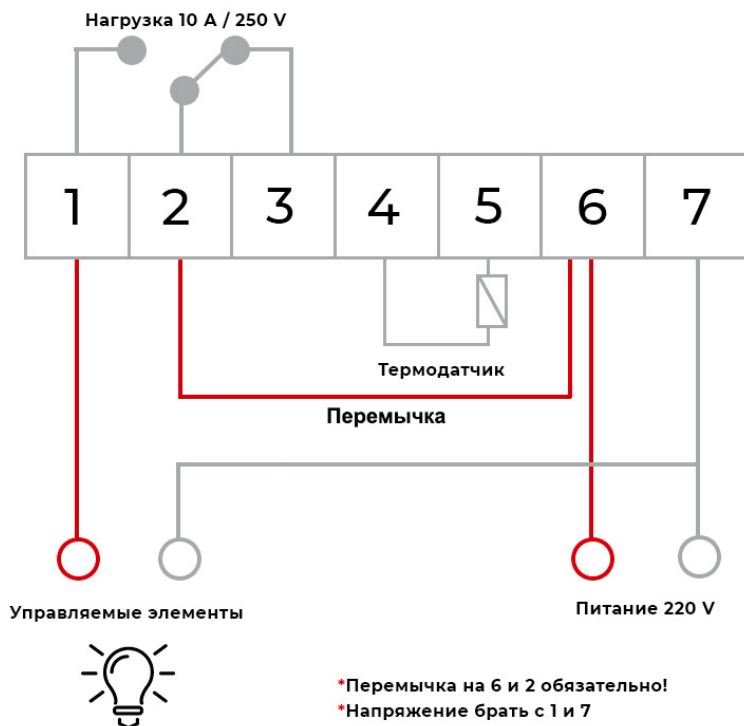 Нагрузка 10 А / 250 V
1 2 3 4 5 6 7
Термодатчик
Перемычка
Управляемые элементы
Питание 220 V
*Перемычка на 6 и 2 обязательно!
*Напряжение брать с 1 и 7